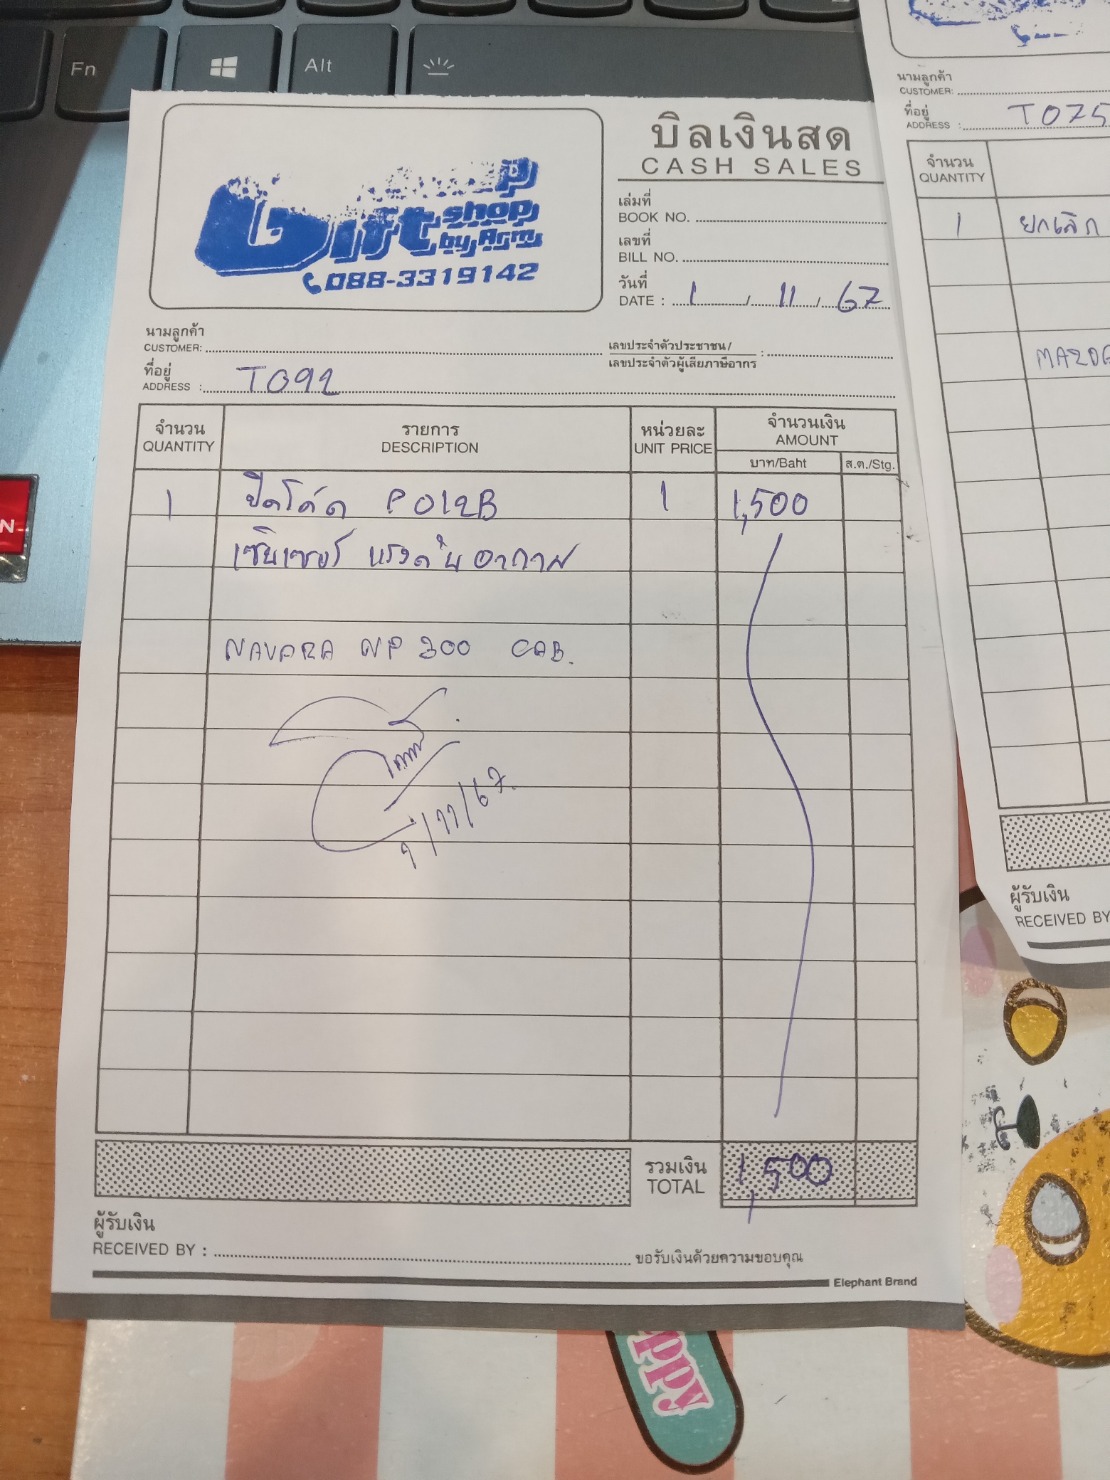 Fn
Alt
Gift shop
by Arm
088-3319142
บิลเงินสด
CASH SALES
เล่มที่
BOOK NO.
เลขที่
BILL NO.
วันที่
DATE : 1 / 11 / 67
นามลูกค้า
CUSTOMER:
เลขประจำตัวประชาชน/
เลขประจำตัวผู้เสียภาษีอากร :
ที่อยู่
ADDRESS : T092
จำนวน
QUANTITY
รายการ
DESCRIPTION
หน่วยละ
UNIT PRICE
จำนวนเงิน
AMOUNT
บาท/Baht
ส.ต./Stg.
1 ปิดโค้ด P012B 1 1,500
เซ็นเซอร์ แรงดัน อากาศ
NAVARA NP 300 CAB.
1/11/67.
รวมเงิน
TOTAL
1,500
ผู้รับเงิน
RECEIVED BY :
ขอรับเงินด้วยความขอบคุณ
Elephant Brand
นามลูกค้า
CUSTOMER:
ที่อยู่
ADDRESS : T075
จำนวน
QUANTITY
1 ยกเลิก
ผู้รับเงิน
RECEIVED BY